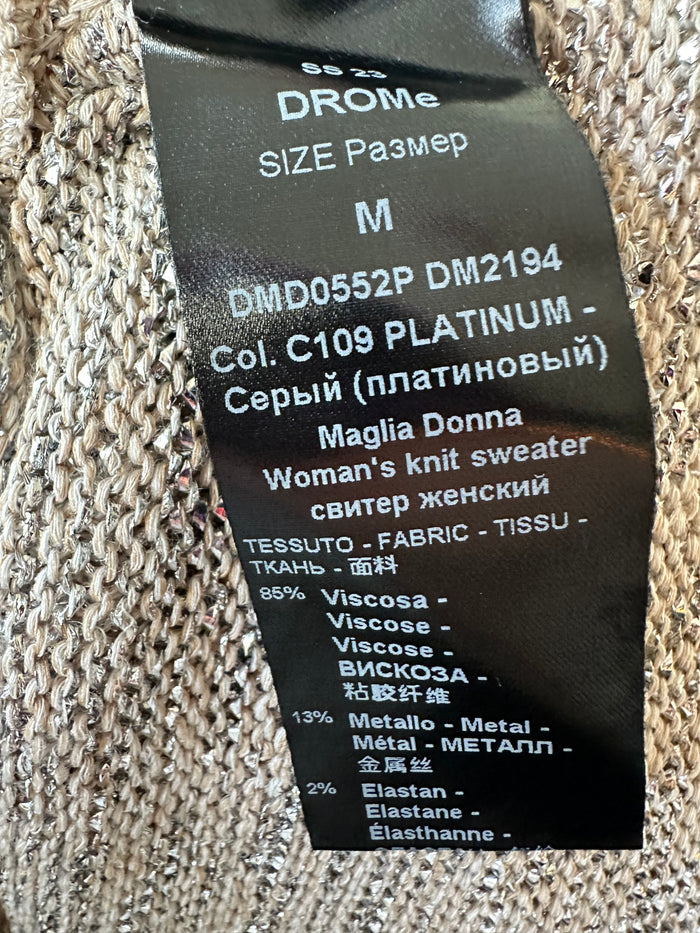 SS 23
DROMe
SIZE Размер
M
DMD0552P DM2194
Col. C109 PLATINUM -
Серый (платиновый)
Maglia Donna
Woman's knit sweater
свитер женский
TESSUTO - FABRIC - TISSU -
ТКАНЬ - 面料
85% Viscosa -
Viscose -
Viscose -
ВИСКОЗА -
粘胶纤维
13% Metallo - Metal -
Métal - МЕТАЛЛ -
金属丝
2% Elastan -
Elastane -
Élasthanne -